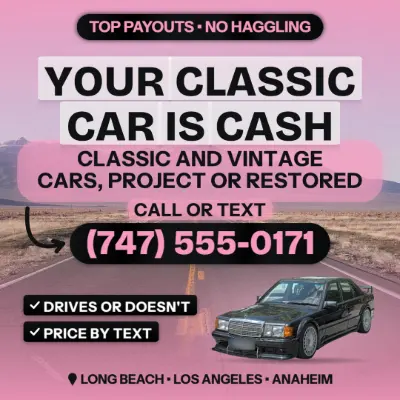 TOP PAYOUTS • NO HAGGLING
YOUR CLASSIC
CAR IS CASH
CLASSIC AND VINTAGE
CARS, PROJECT OR RESTORED
CALL OR TEXT
(747) 555-0171
✓ DRIVES OR DOESN'T
✓ PRICE BY TEXT
LONG BEACH • LOS ANGELES • ANAHEIM